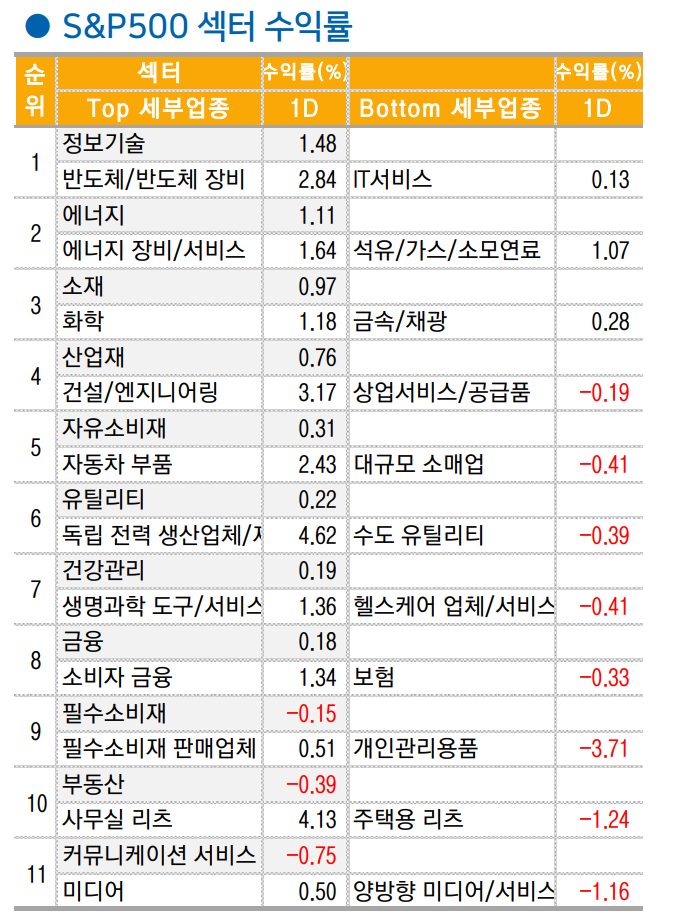 ● S&P500 섹터 수익률
순위 섹터 수익률(%) 수익률(%)
Top 세부업종 1D Bottom 세부업종 1D
1 정보기술 1.48
반도체/반도체 장비 2.84 IT서비스 0.13
2 에너지 1.11
에너지 장비/서비스 1.64 석유/가스/소모연료 1.07
3 소재 0.97
화학 1.18 금속/채광 0.28
4 산업재 0.76
건설/엔지니어링 3.17 상업서비스/공급품 -0.19
5 자유소비재 0.31
자동차 부품 2.43 대규모 소매업 -0.41
6 유틸리티 0.22
독립 전력 생산업체/ 4.62 수도 유틸리티 -0.39
7 건강관리 0.19
생명과학 도구/서비스 1.36 헬스케어 업체/서비스 -0.41
8 금융 0.18
소비자 금융 1.34 보험 -0.33
9 필수소비재 -0.15
필수소비재 판매업체 0.51 개인관리용품 -3.71
10 부동산 -0.39
사무실 리츠 4.13 주택용 리츠 -1.24
11 커뮤니케이션 서비스 -0.75
미디어 0.50 양방향 미디어/서비스 -1.16